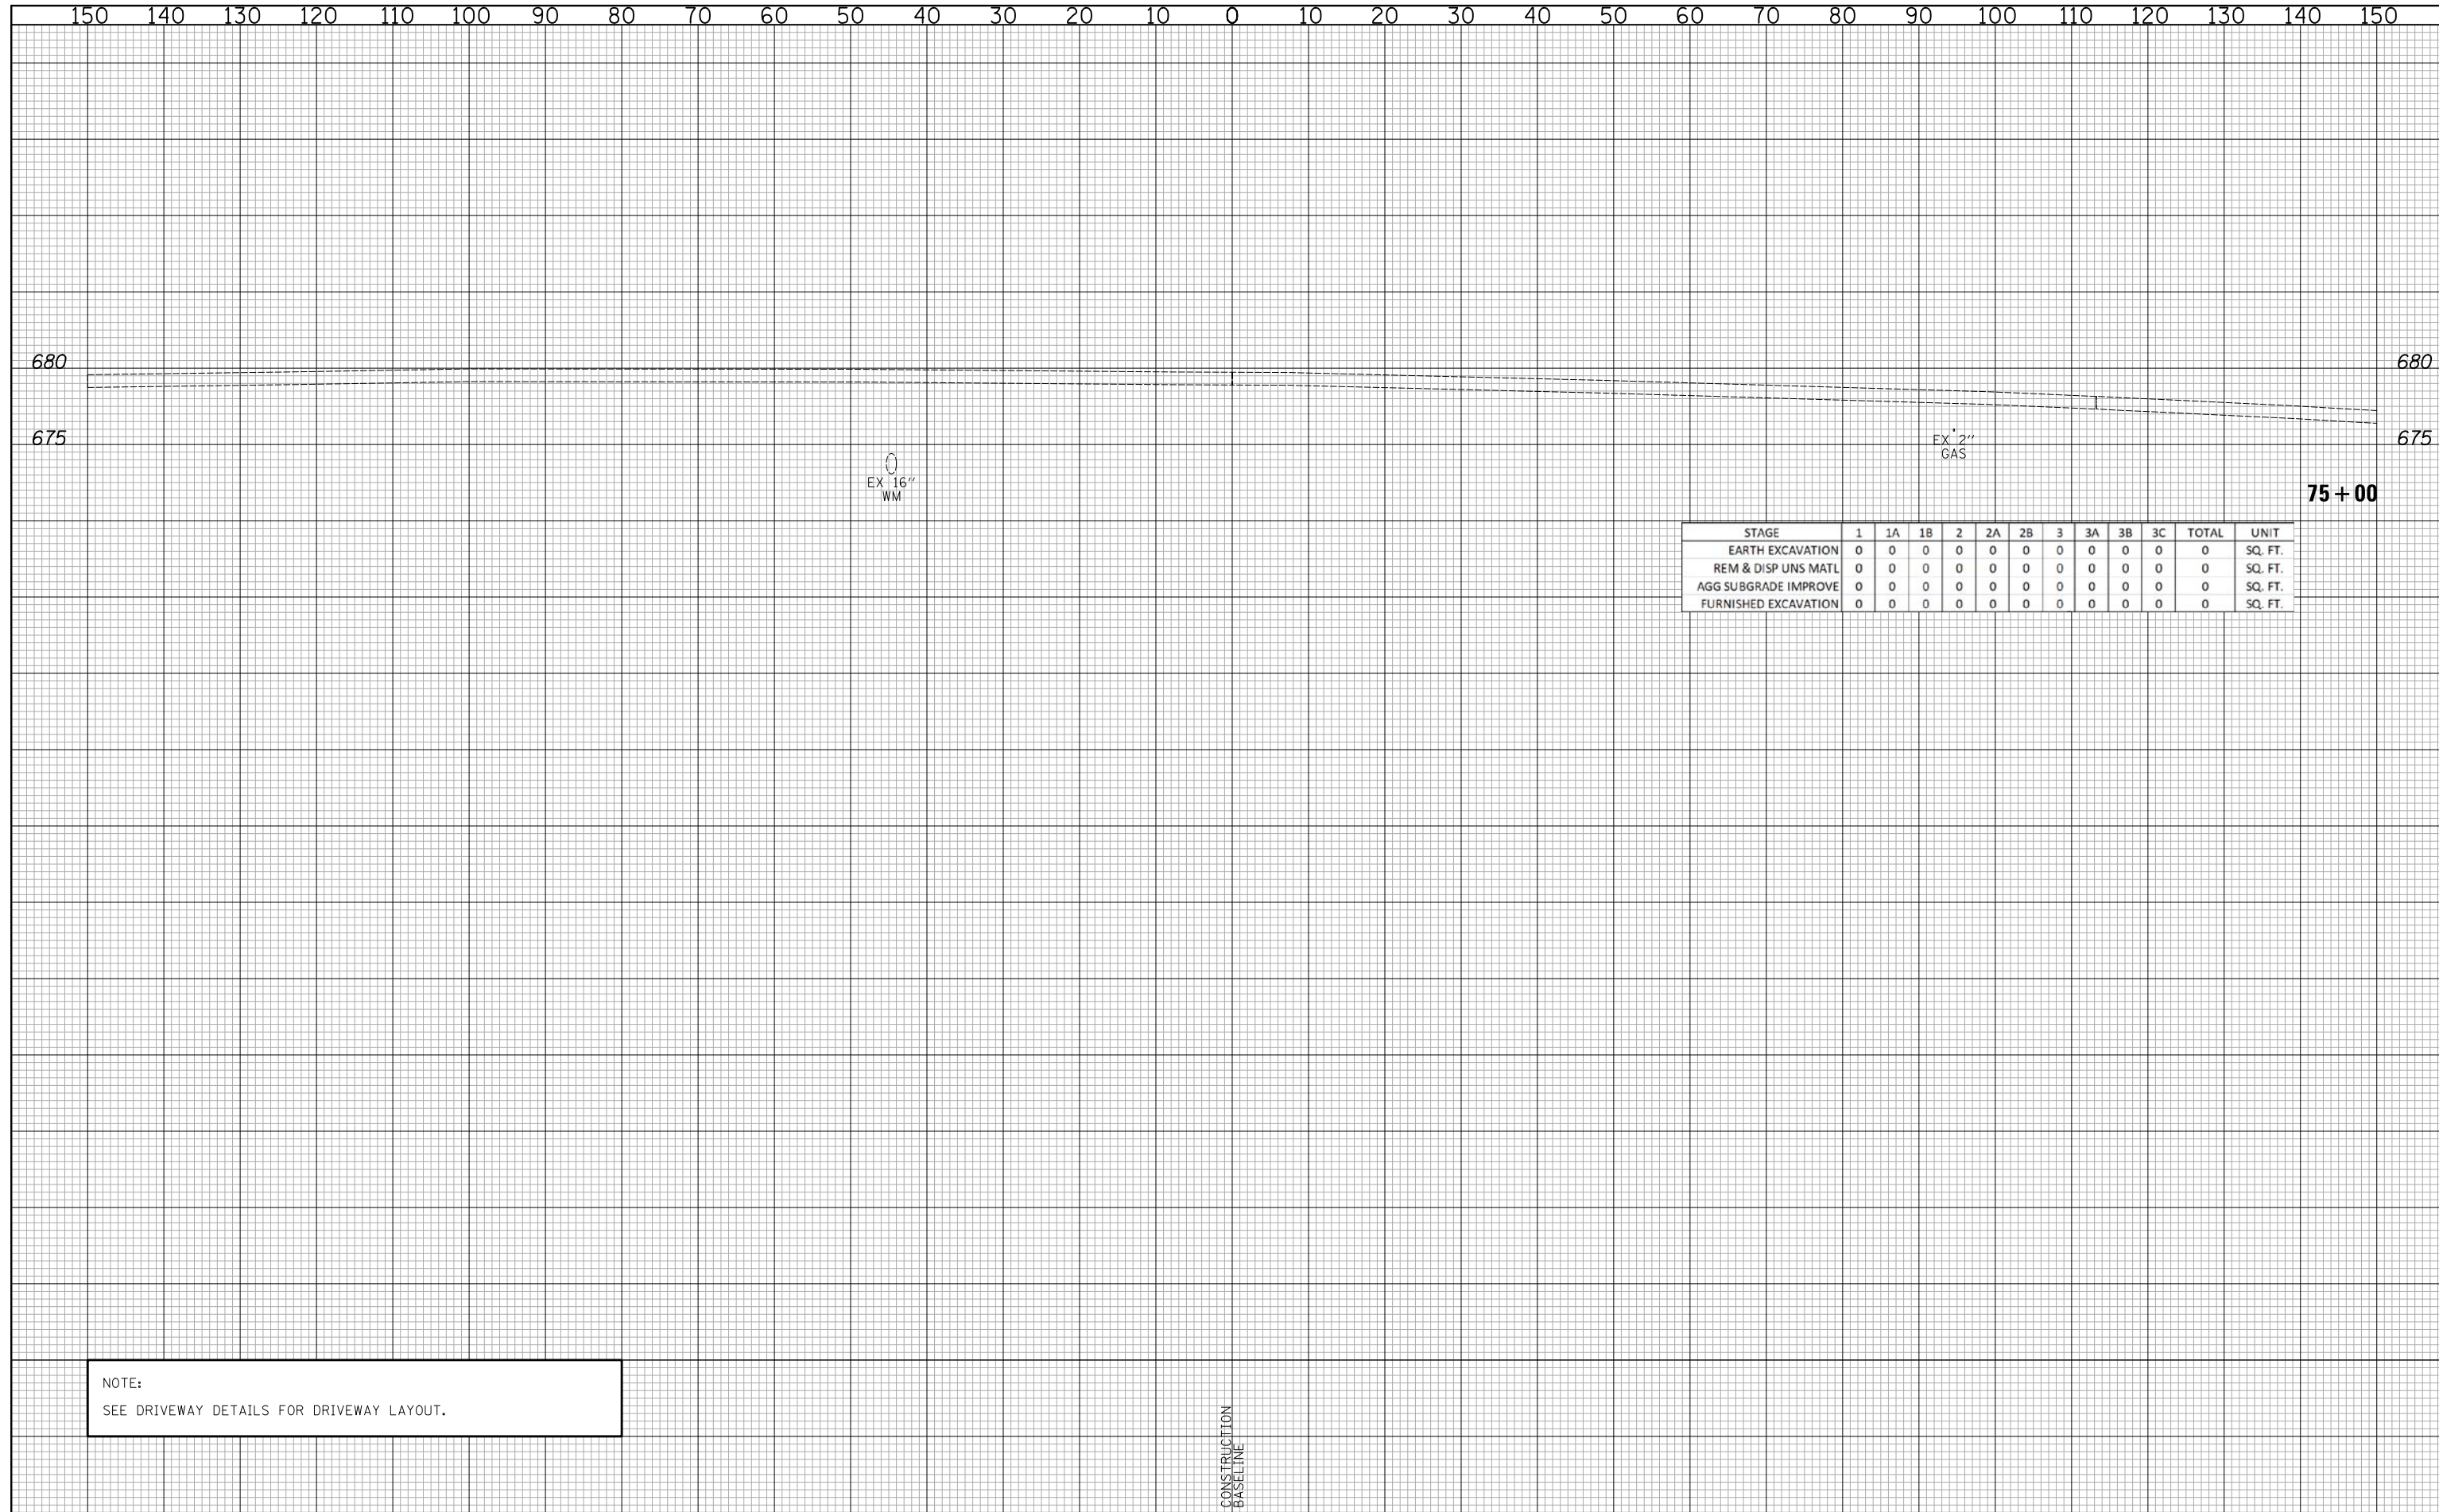 150 140 130 120 110 100 90 80 70 60 50 40 30 20 10 0 10 20 30 40 50 60 70 80 90 100 110 120 130 140 150
680 680
675 675
EX 2"
GAS
EX 16"
WM
75+00
STAGE 1 1A 1B 2 2A 2B 3 3A 3B 3C TOTAL UNIT
EARTH EXCAVATION 0 0 0 0 0 0 0 0 0 0 0 SQ. FT.
REM & DISP UNS MATL 0 0 0 0 0 0 0 0 0 0 0 SQ. FT.
AGG SUBGRADE IMPROVE 0 0 0 0 0 0 0 0 0 0 0 SQ. FT.
FURNISHED EXCAVATION 0 0 0 0 0 0 0 0 0 0 0 SQ. FT.
NOTE:
SEE DRIVEWAY DETAILS FOR DRIVEWAY LAYOUT.
CONSTRUCTION
BASELINE